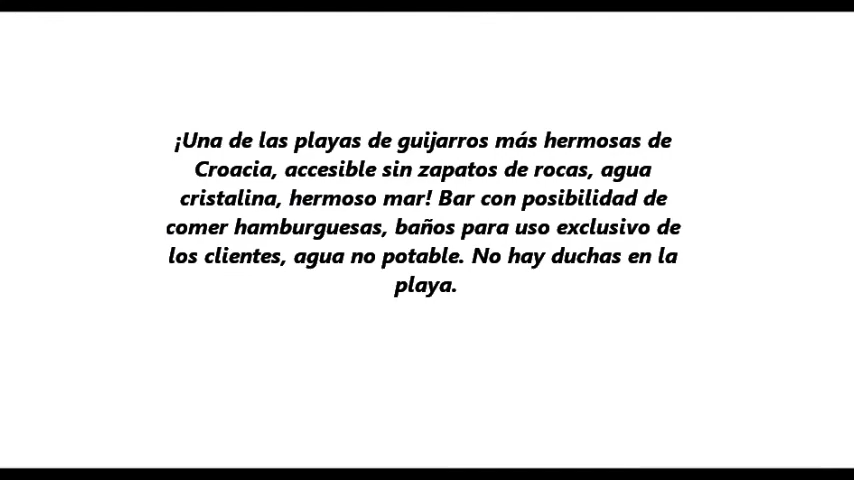 ¡Una de las playas de guijarros más hermosas de
Croacia, accesible sin zapatos de rocas, agua
cristalina, hermoso mar! Bar con posibilidad de
comer hamburguesas, baños para uso exclusivo de
los clientes, agua no potable. No hay duchas en la
playa.